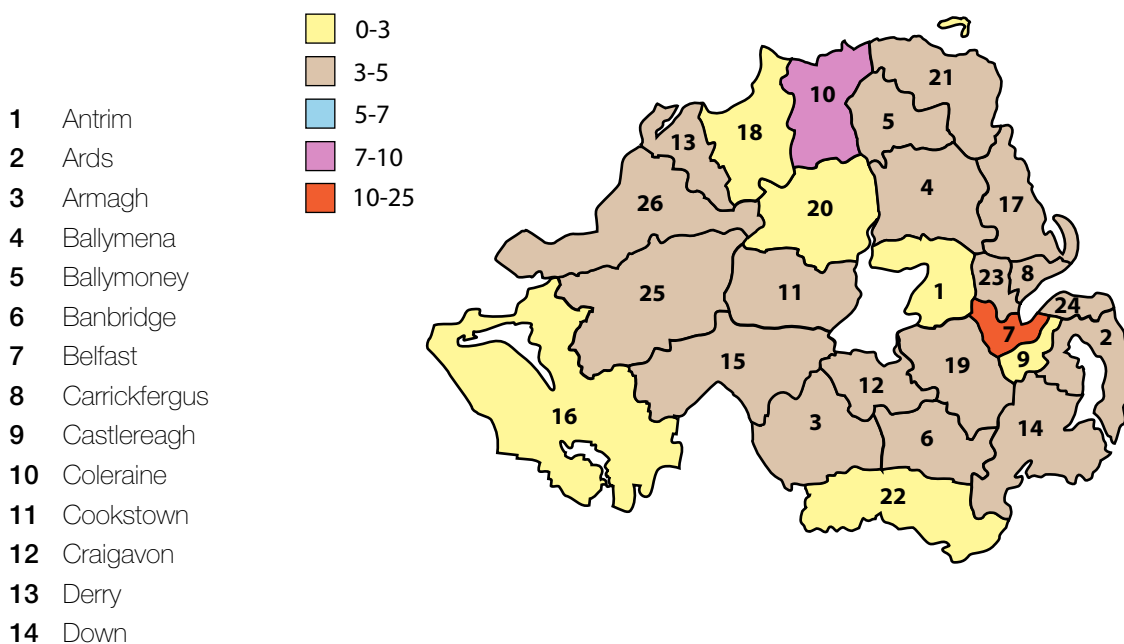 0-3
3-5
5-7
7-10
10-25
1 Antrim
2 Ards
3 Armagh
4 Ballymena
5 Ballymoney
6 Banbridge
7 Belfast
8 Carrickfergus
9 Castlereagh
10 Coleraine
11 Cookstown
12 Craigavon
13 Derry
14 Down
21
10
5
18
13
4
26
20
17
23
8
1
25
11
24
7
2
9
15
19
12
16
3
14
6
22